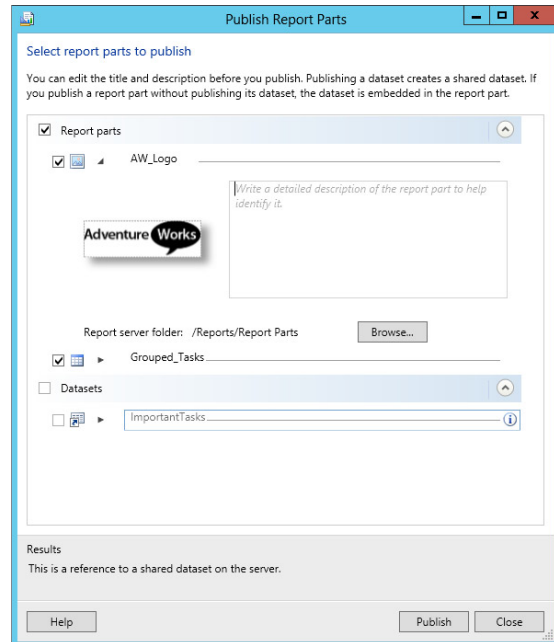 Publish Report Parts
Select report parts to publish
You can edit the title and description before you publish. Publishing a dataset creates a shared dataset. If
you publish a report part without publishing its dataset, the dataset is embedded in the report part.
Report parts
AW_Logo
Write a detailed description of the report part to help
identify it.
Adventure Works
Report server folder: /Reports/Report Parts
Browse...
Grouped_Tasks
Datasets
ImportantTasks
Results
This is a reference to a shared dataset on the server.
Help
Publish
Close